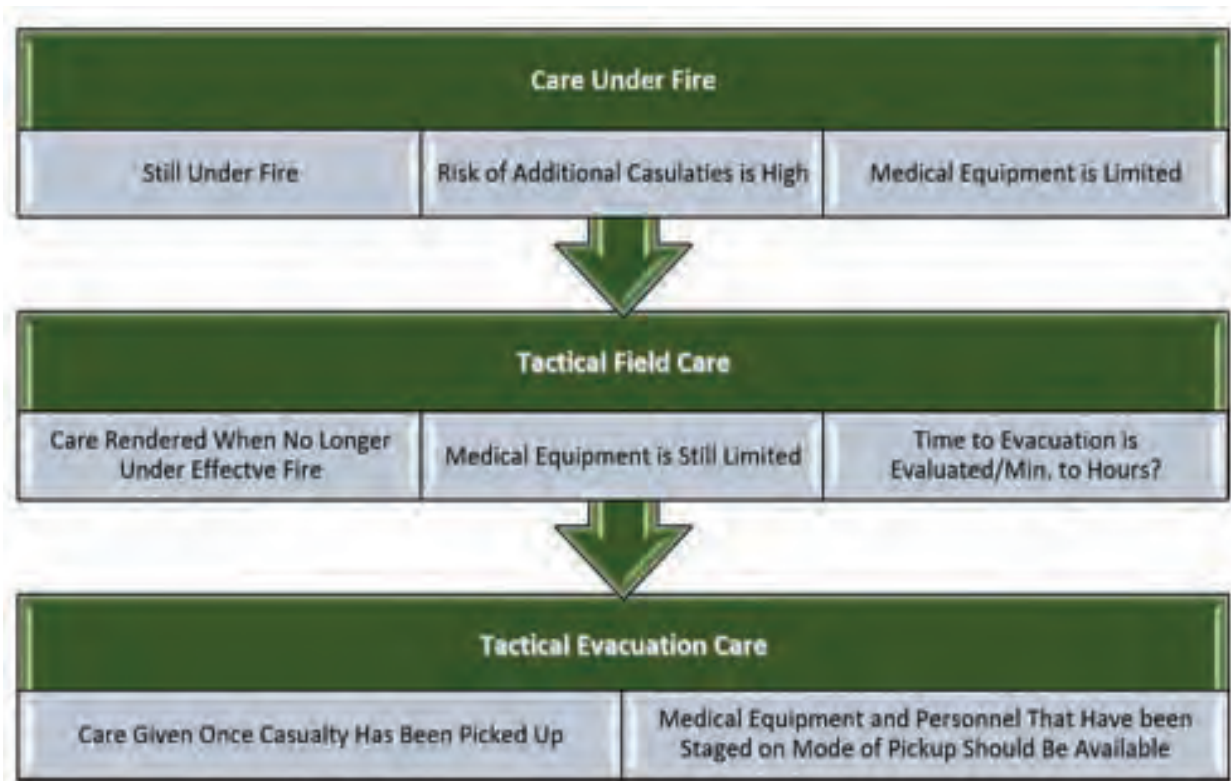 Care Under Fire
Still Under Fire
Risk of Additional Casulaties is High
Medical Equipment is Limited
Tactical Field Care
Care Rendered When No Longer
Under Effectve Fire
Medical Equipment is Still Limited
Time to Evacuation is
Evaluated/Min. to Hours?
Tactical Evacuation Care
Care Given Once Casualty Has Been Picked Up
Medical Equipment and Personnel That Have been
Staged on Mode of Pickup Should Be Available